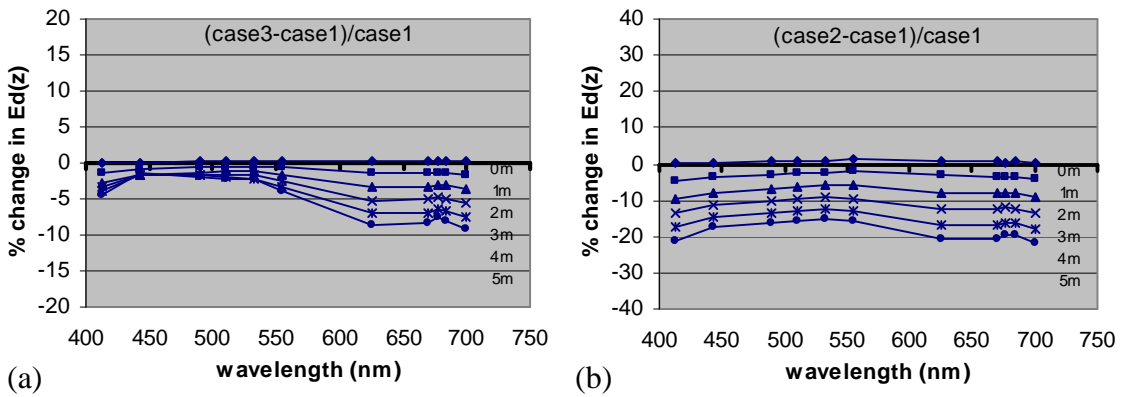 (case3-case1)/case1
% change in Ed(z)
20
15
10
5
0
-5
-10
-15
-20
0m
1m
2m
3m
4m
5m
400 450 500 550 600 650 700 750
wavelength (nm)
(a)
(case2-case1)/case1
% change in Ed(z)
40
30
20
10
0
-10
-20
-30
-40
0m
1m
2m
3m
4m
5m
400 450 500 550 600 650 700 750
wavelength (nm)
(b)